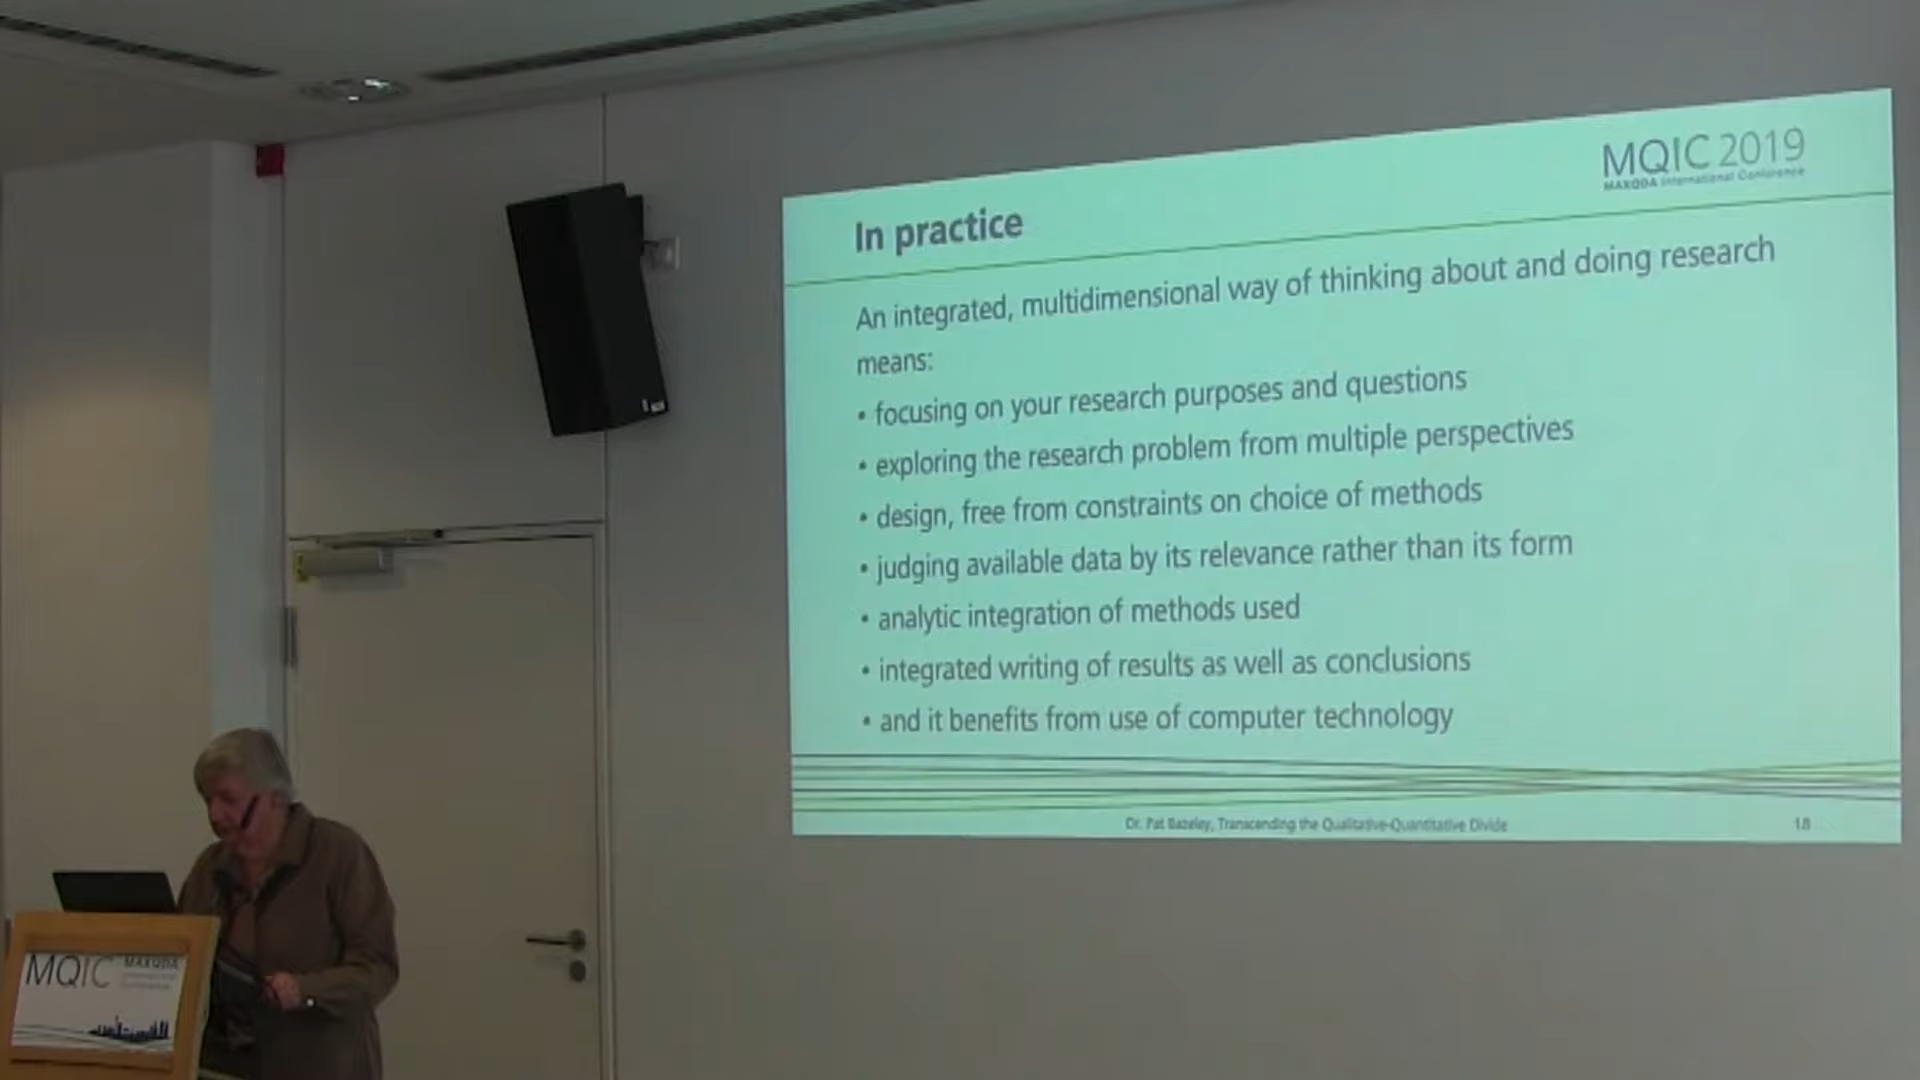 MQIC 2019
MAXQDA International Conference
In practice
An integrated, multidimensional way of thinking about and doing research
means:
• focusing on your research purposes and questions
• exploring the research problem from multiple perspectives
• design, free from constraints on choice of methods
• judging available data by its relevance rather than its form
• analytic integration of methods used
• integrated writing of results as well as conclusions
• and it benefits from use of computer technology
Dr. Pat Bazeley, Transcending the Qualitative-Quantitative Divide
18
MQIC
MAXQDA
International
Conference